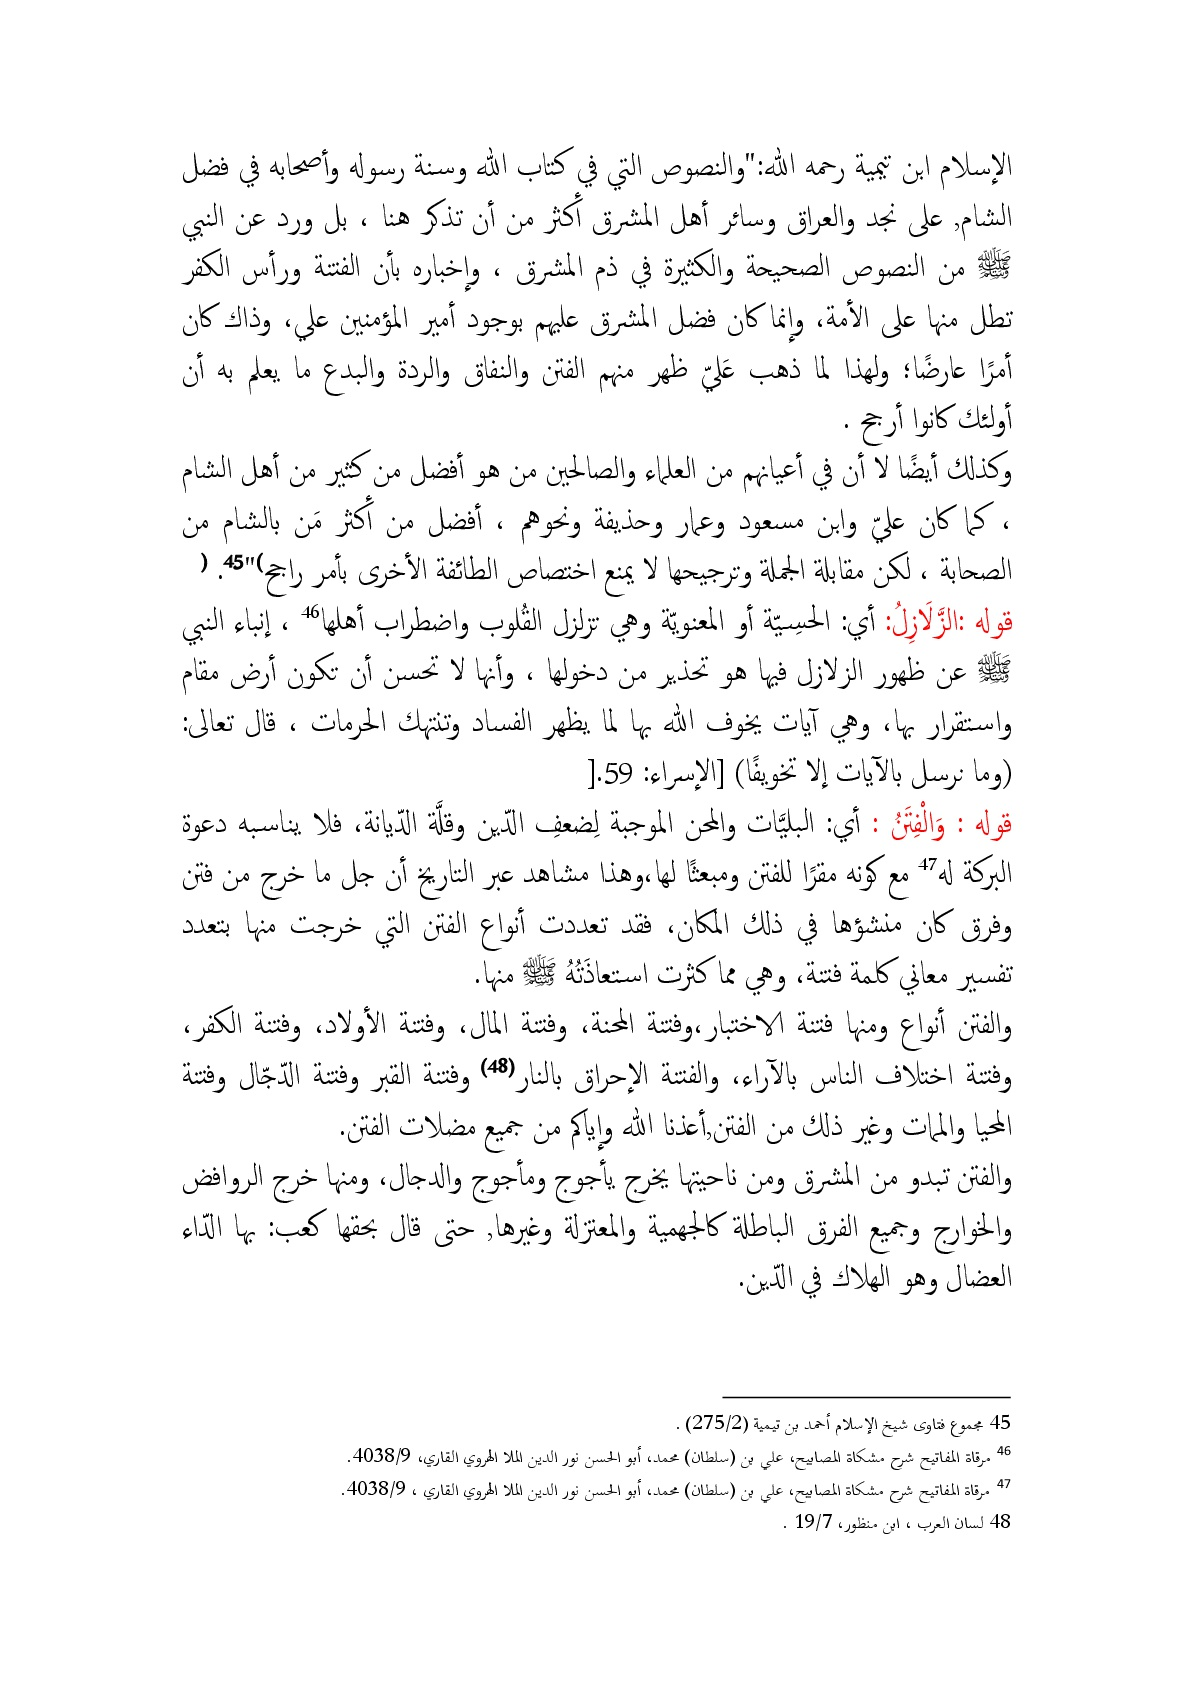 الإسلام ابن تيمية رحمه الله:"والنصوص التي في كتاب الله وسنة رسوله وأصحابه في فضل
الشام, على نجد والعراق وسائر أهل المشرق أكثر من أن تذكر هنا ، بل ورد عن النبي
ﷺ من النصوص الصحيحة والكثيرة في ذم المشرق ، وإخباره بأن الفتنة ورأس الكفر
تطل منها على الأمة، وإنما كان فضل المشرق عليهم بوجود أمير المؤمنين علي، وذاك كان
أمرًا عارضًا؛ ولهذا لما ذهب عَليّ ظهر منهم الفتن والنفاق والردة والبدع ما يعلم به أن
أولئك كانوا أرجح .
وكذلك أيضًا لا أن في أعيانهم من العلماء والصالحين من هو أفضل من كثير من أهل الشام
، كما كان عليّ وابن مسعود وعمار وحذيفة ونحوهم ، أفضل من أكثر مَن بالشام من
الصحابة ، لكن مقابلة الجملة وترجيحها لا يمنع اختصاص الطائفة الأخرى بأمر راجح)"45. (
قوله :الزَّلَازِلُ: أي: الحسِيّة أو المعنويّة وهي تزلزل القُلوب واضطراب أهلها46 ، إنباء النبي
ﷺ عن ظهور الزلازل فيها هو تحذير من دخولها ، وأنها لا تحسن أن تكون أرض مقام
واستقرار بها، وهي آيات يخوف الله بها لما يظهر الفساد وتنتهك الحرمات ، قال تعالى:
(وما نرسل بالآيات إلا تخويفًا) [الإسراء: 59.[
قوله : وَالْفِتَنُ : أي: البليَّات والمحن الموجبة لِضعفِ الدّين وقلَّة الدّيانة، فلا يناسبه دعوة
البركة له47 مع كونه مقرًا للفتن ومبعثًا لها،وهذا مشاهد عبر التاريخ أن جل ما خرج من فتن
وفرق كان منشؤها في ذلك المكان، فقد تعددت أنواع الفتن التي خرجت منها بتعدد
تفسير معاني كلمة فتنة، وهي مما كثرت استعاذَتُهُ ﷺ منها.
والفتن أنواع ومنها فتنة الاختبار،وفتنة المحنة، وفتنة المال، وفتنة الأولاد، وفتنة الكفر،
وفتنة اختلاف الناس بالآراء، والفتنة الإحراق بالنار(48) وفتنة القبر وفتنة الدّجّال وفتنة
المحيا والممات وغير ذلك من الفتن,أعذنا الله وإياكم من جميع مضلات الفتن.
والفتن تبدو من المشرق ومن ناحيتها يخرج يأجوج ومأجوج والدجال، ومنها خرج الروافض
والخوارج وجميع الفرق الباطلة كالجهمية والمعتزلة وغيرها, حتى قال بحقها كعب: بها الدّاء
العضال وهو الهلاك في الدّين.
45 مجموع فتاوى شيخ الإسلام أحمد بن تيمية (275/2) .
46 مرقاة المفاتيح شرح مشكاة المصابيح، علي بن (سلطان) محمد، أبو الحسن نور الدين الملا الهروي القاري، 4038/9.
47 مرقاة المفاتيح شرح مشكاة المصابيح، علي بن (سلطان) محمد، أبو الحسن نور الدين الملا الهروي القاري ، 4038/9.
48 لسان العرب ، ابن منظور، 19/7 .